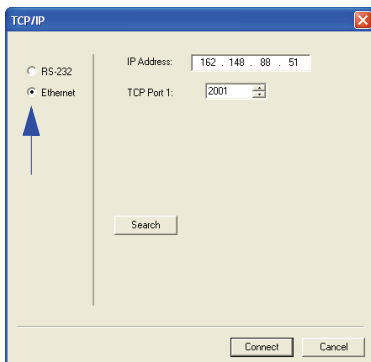 TCP/IP
RS-232
Ethernet
IP Address: 162 . 148 . 88 . 51
TCP Port 1: 2001
Search
Connect Cancel